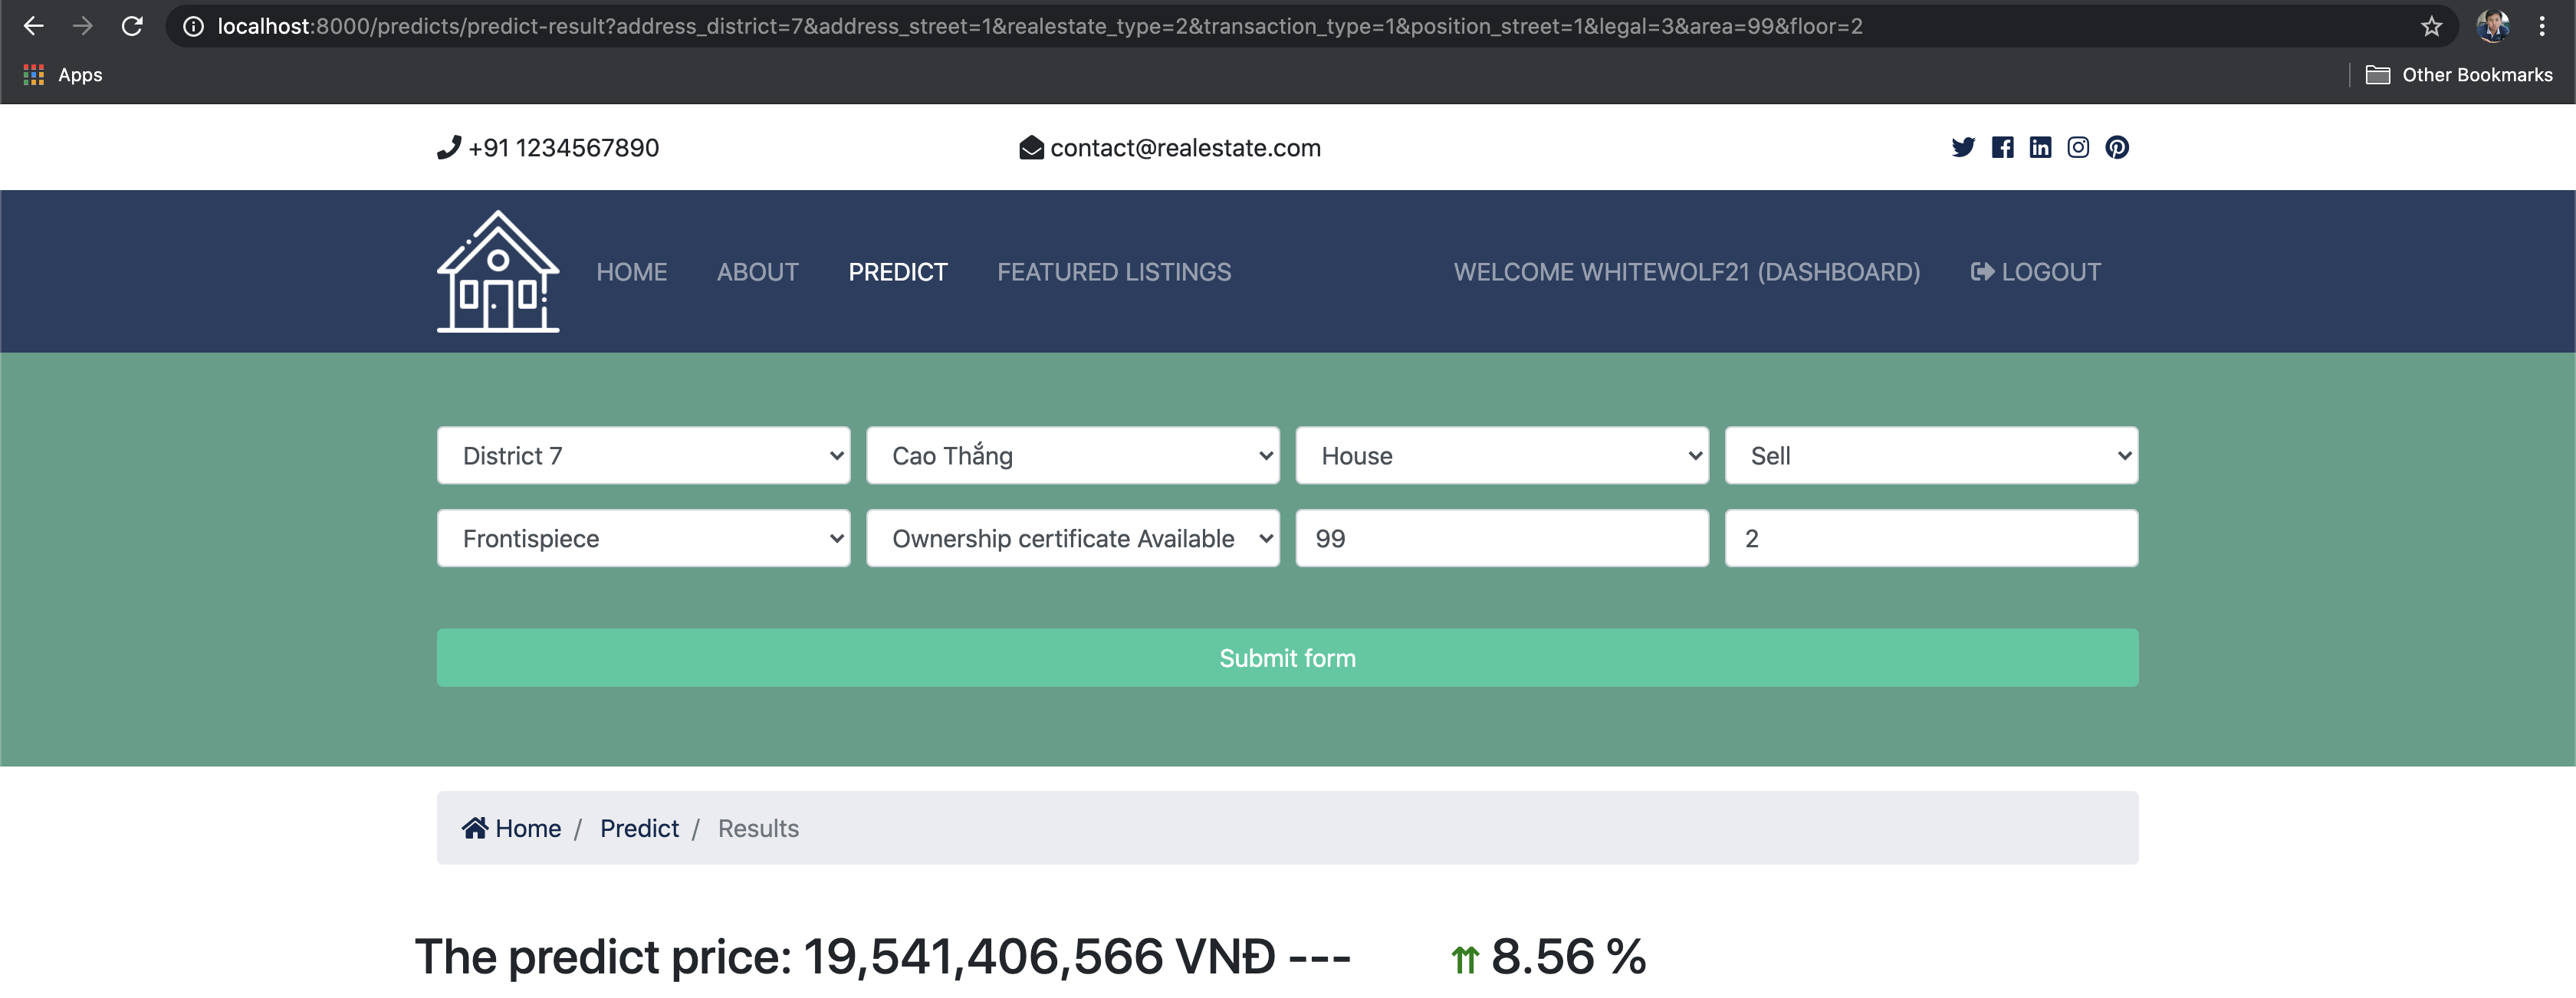 localhost:8000/predicts/predict-result?address_district=7&address_street=1&realestate_type=2&transaction_type=1&position_street=1&legal=3&area=99&floor=2
Apps Other Bookmarks
+91 1234567890 contact@realestate.com
HOME ABOUT PREDICT FEATURED LISTINGS WELCOME WHITEWOLF21 (DASHBOARD) LOGOUT
District 7 Cao Thắng House Sell
Frontispiece Ownership certificate Available 99 2
Submit form
Home / Predict / Results
The predict price: 19,541,406,566 VNĐ --- 8.56 %